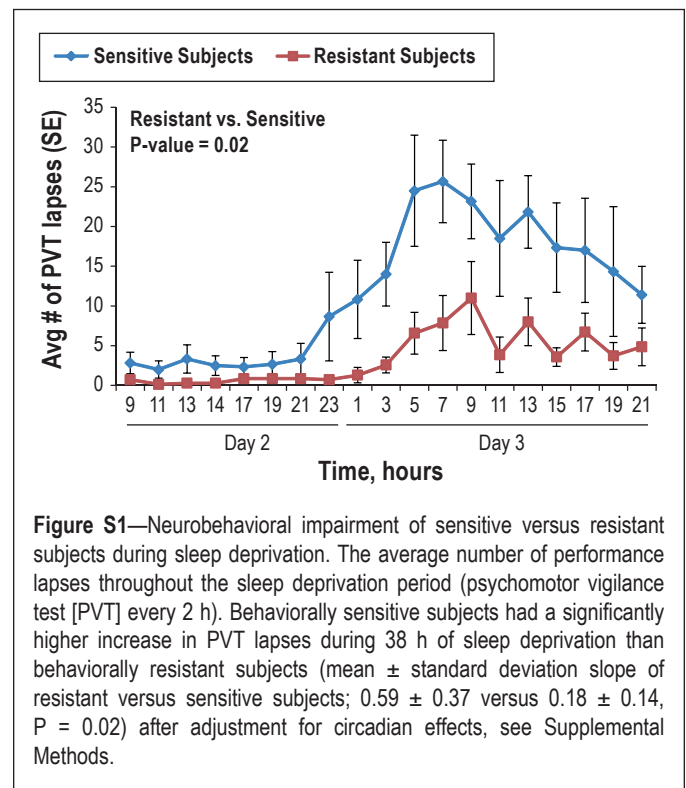 Sensitive Subjects Resistant Subjects
35
30
25
20
15
10
5
0
Avg # of PVT lapses (SE)
Resistant vs. Sensitive
P-value = 0.02
9 11 13 14 17 19 21 23 1 3 5 7 9 11 13 15 17 19 21
Day 2 Day 3
Time, hours
Figure S1—Neurobehavioral impairment of sensitive versus resistant
subjects during sleep deprivation. The average number of performance
lapses throughout the sleep deprivation period (psychomotor vigilance
test [PVT] every 2 h). Behaviorally sensitive subjects had a significantly
higher increase in PVT lapses during 38 h of sleep deprivation than
behaviorally resistant subjects (mean ± standard deviation slope of
resistant versus sensitive subjects; 0.59 ± 0.37 versus 0.18 ± 0.14,
P = 0.02) after adjustment for circadian effects, see Supplemental
Methods.